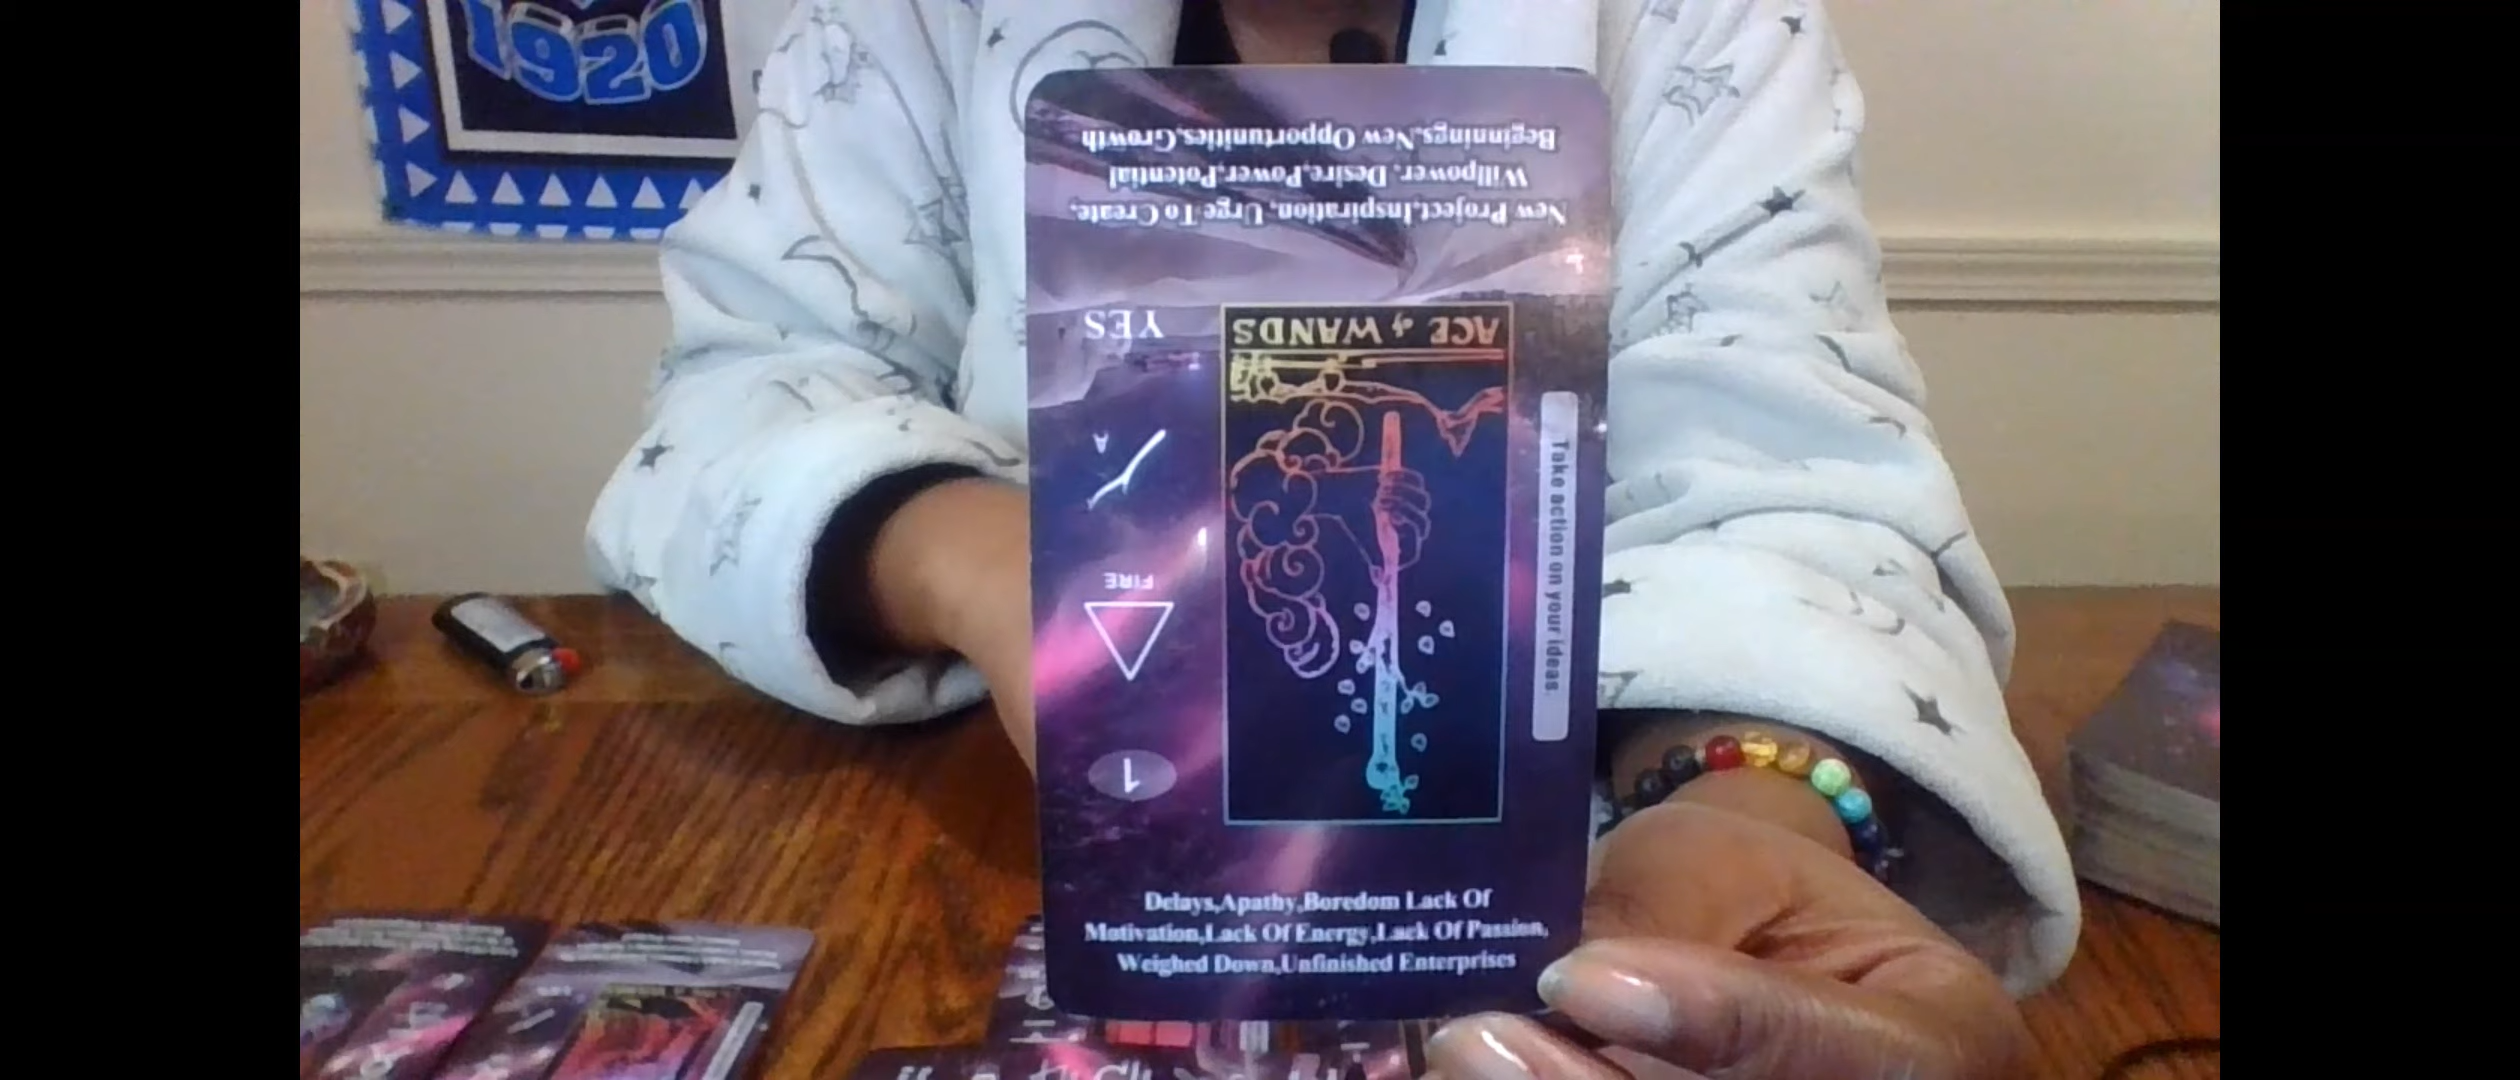 1920
Beginnings,New Opportunities,Growth
Willpower, Desire,Power,Potential
New Project,Inspiration, Urge To Create,
YES
ACE of WANDS
A
FIRE
1
Take action on your ideas.
Delays,Apathy,Boredom Lack Of
Motivation,Lack Of Energy,Lack Of Passion,
Weighed Down,Unfinished Enterprises